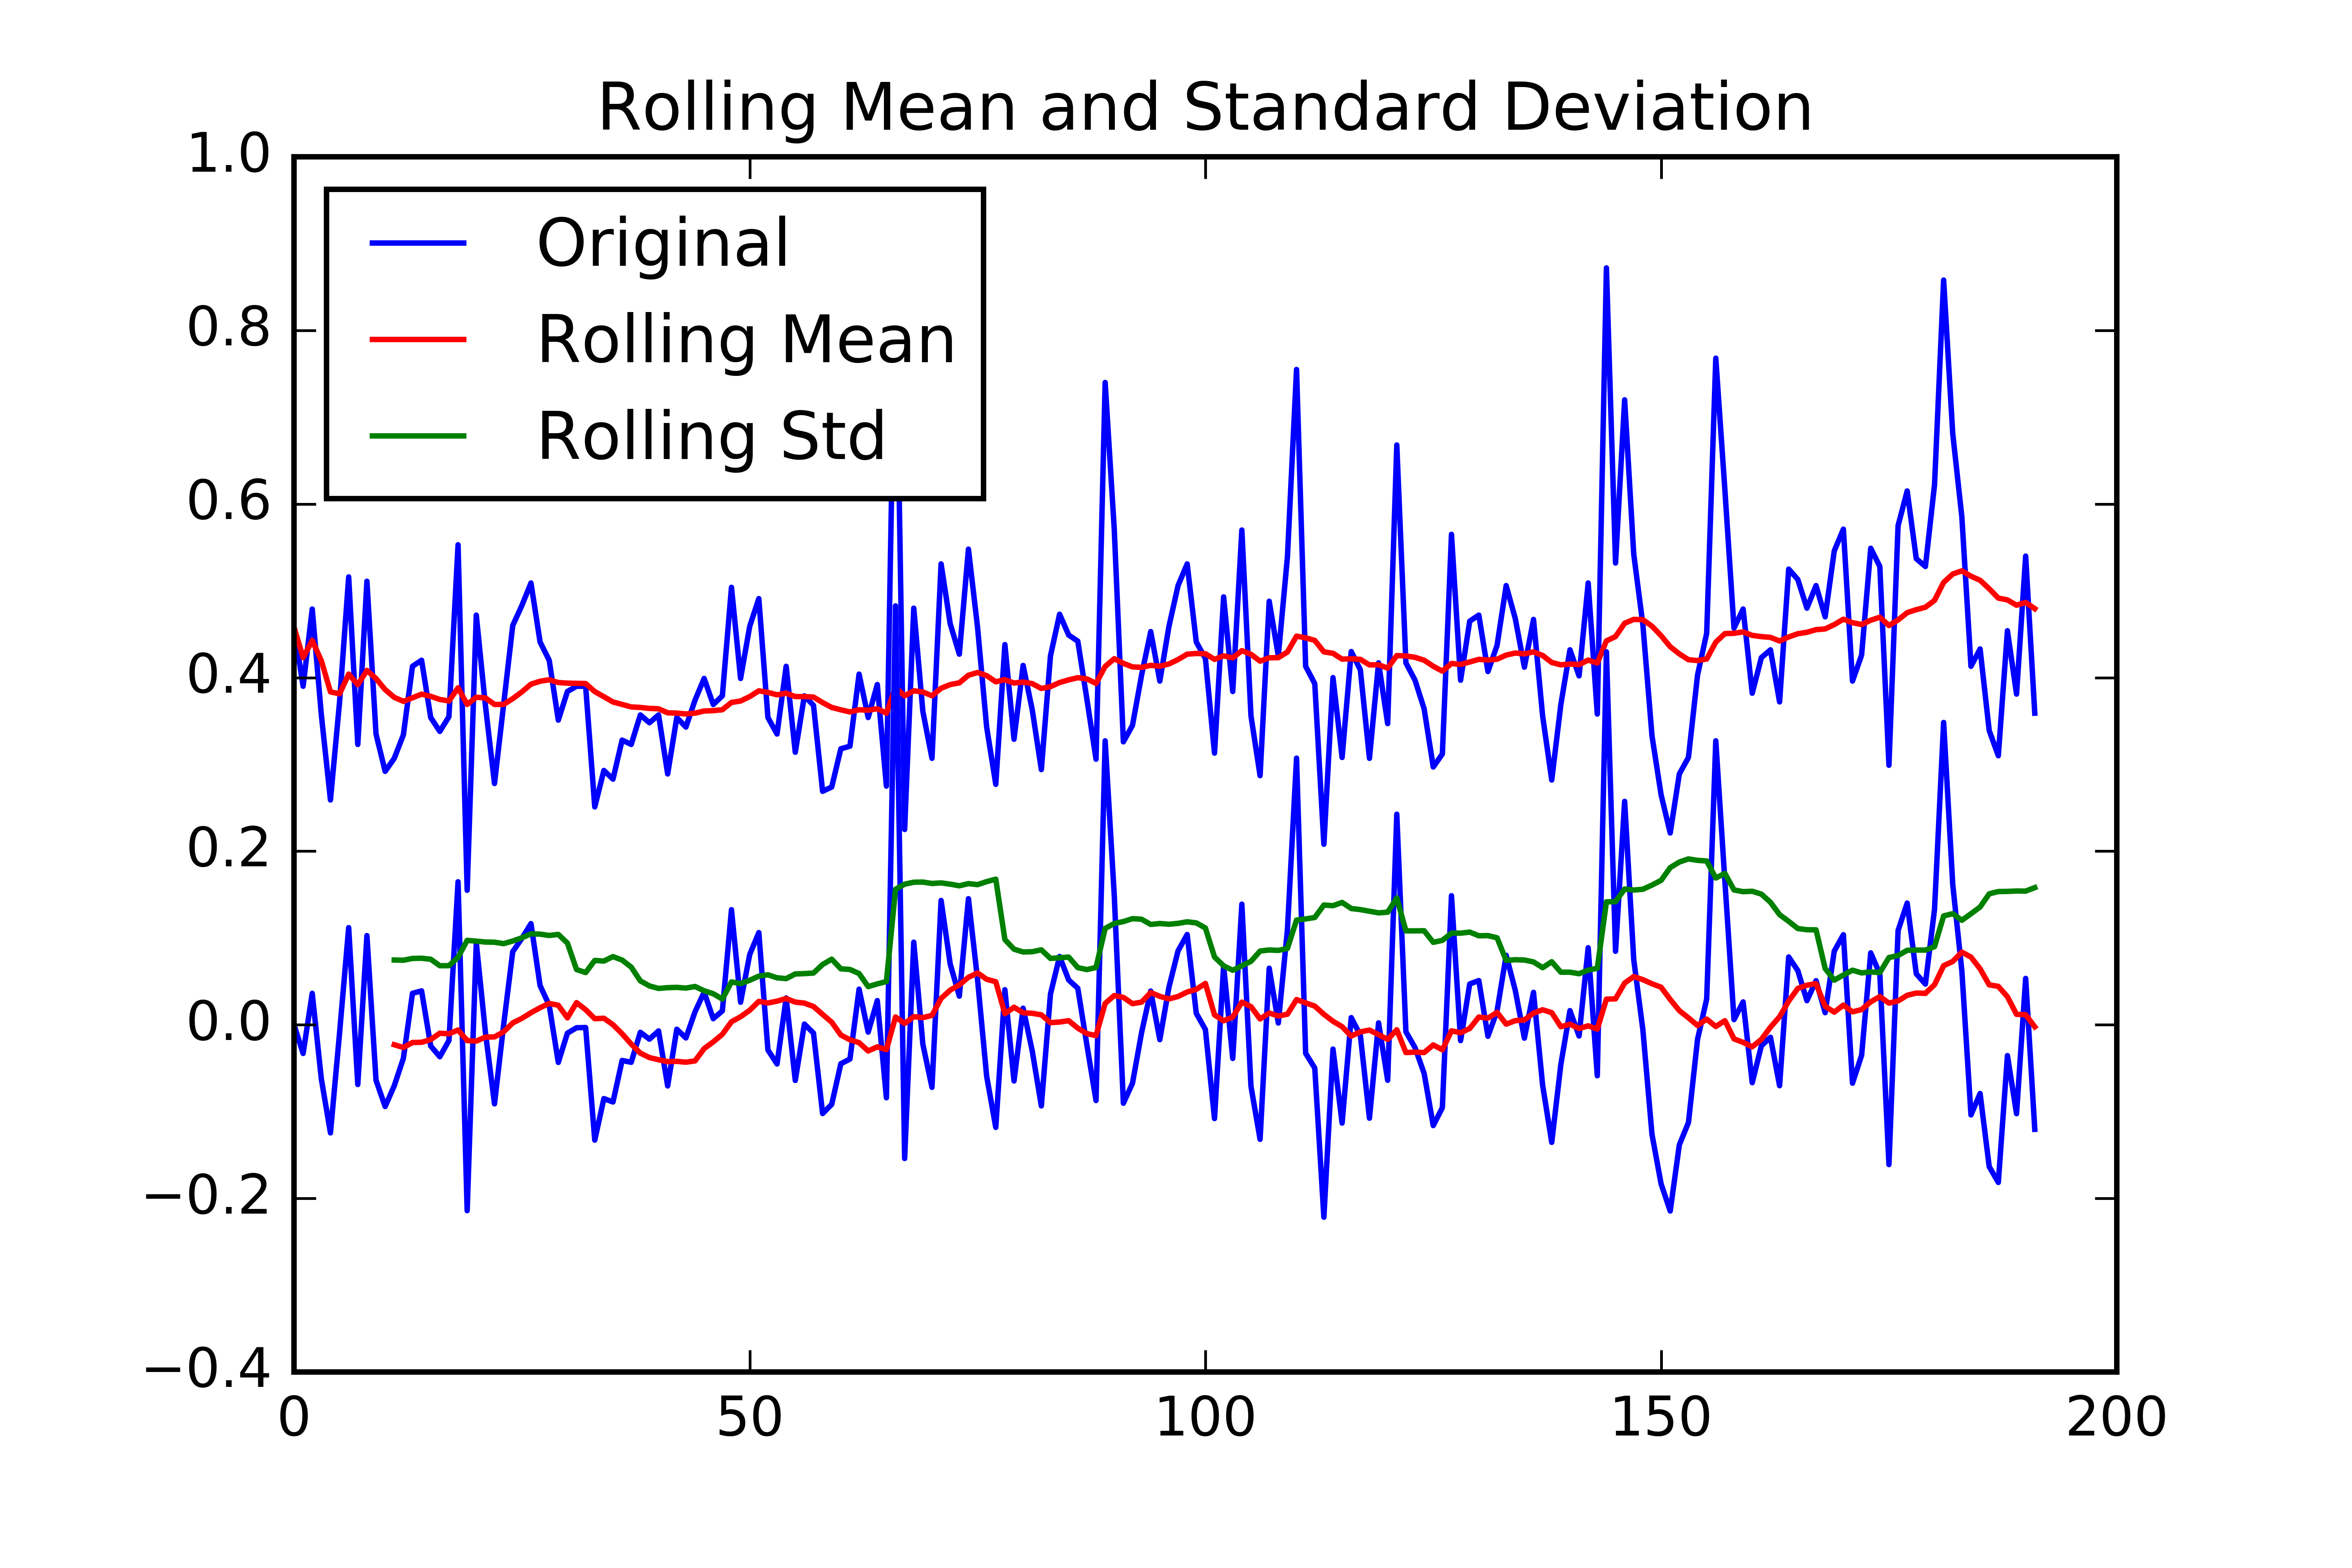 Rolling Mean and Standard Deviation
1.0
0.8
0.6
0.4
0.2
0.0
−0.2
−0.4
Original
Rolling Mean
Rolling Std
0 50 100 150 200